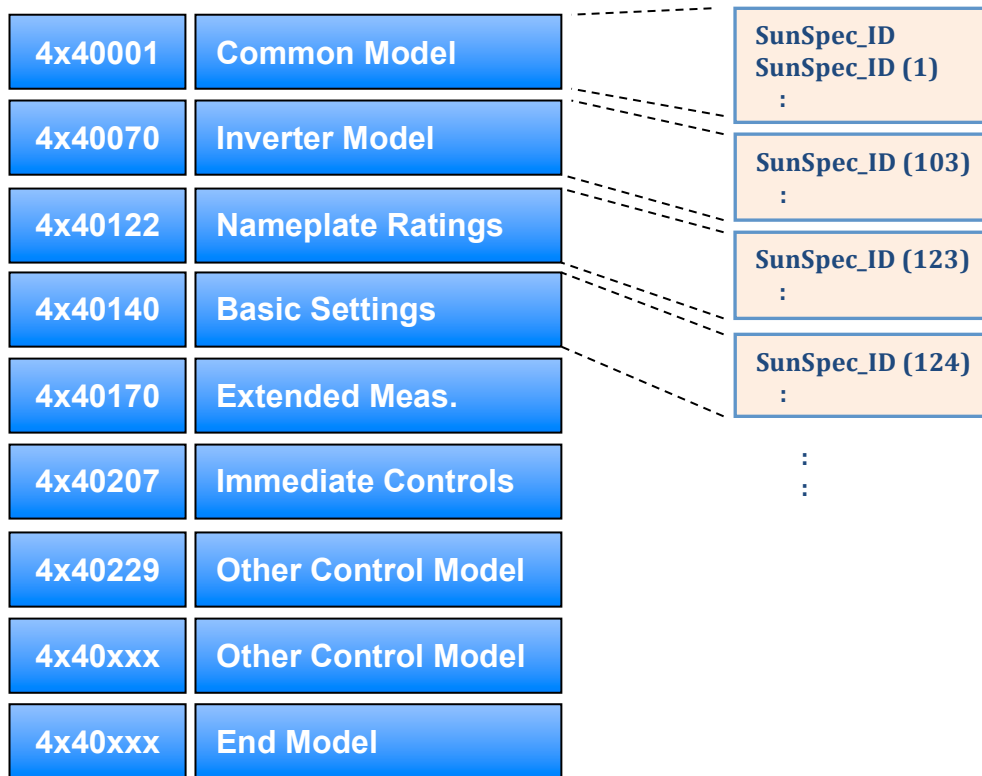 4x40001 Common Model
4x40070 Inverter Model
4x40122 Nameplate Ratings
4x40140 Basic Settings
4x40170 Extended Meas.
4x40207 Immediate Controls
4x40229 Other Control Model
4x40xxx Other Control Model
4x40xxx End Model
SunSpec_ID
SunSpec_ID (1)
:
SunSpec_ID (103)
:
SunSpec_ID (123)
:
SunSpec_ID (124)
:
:
: